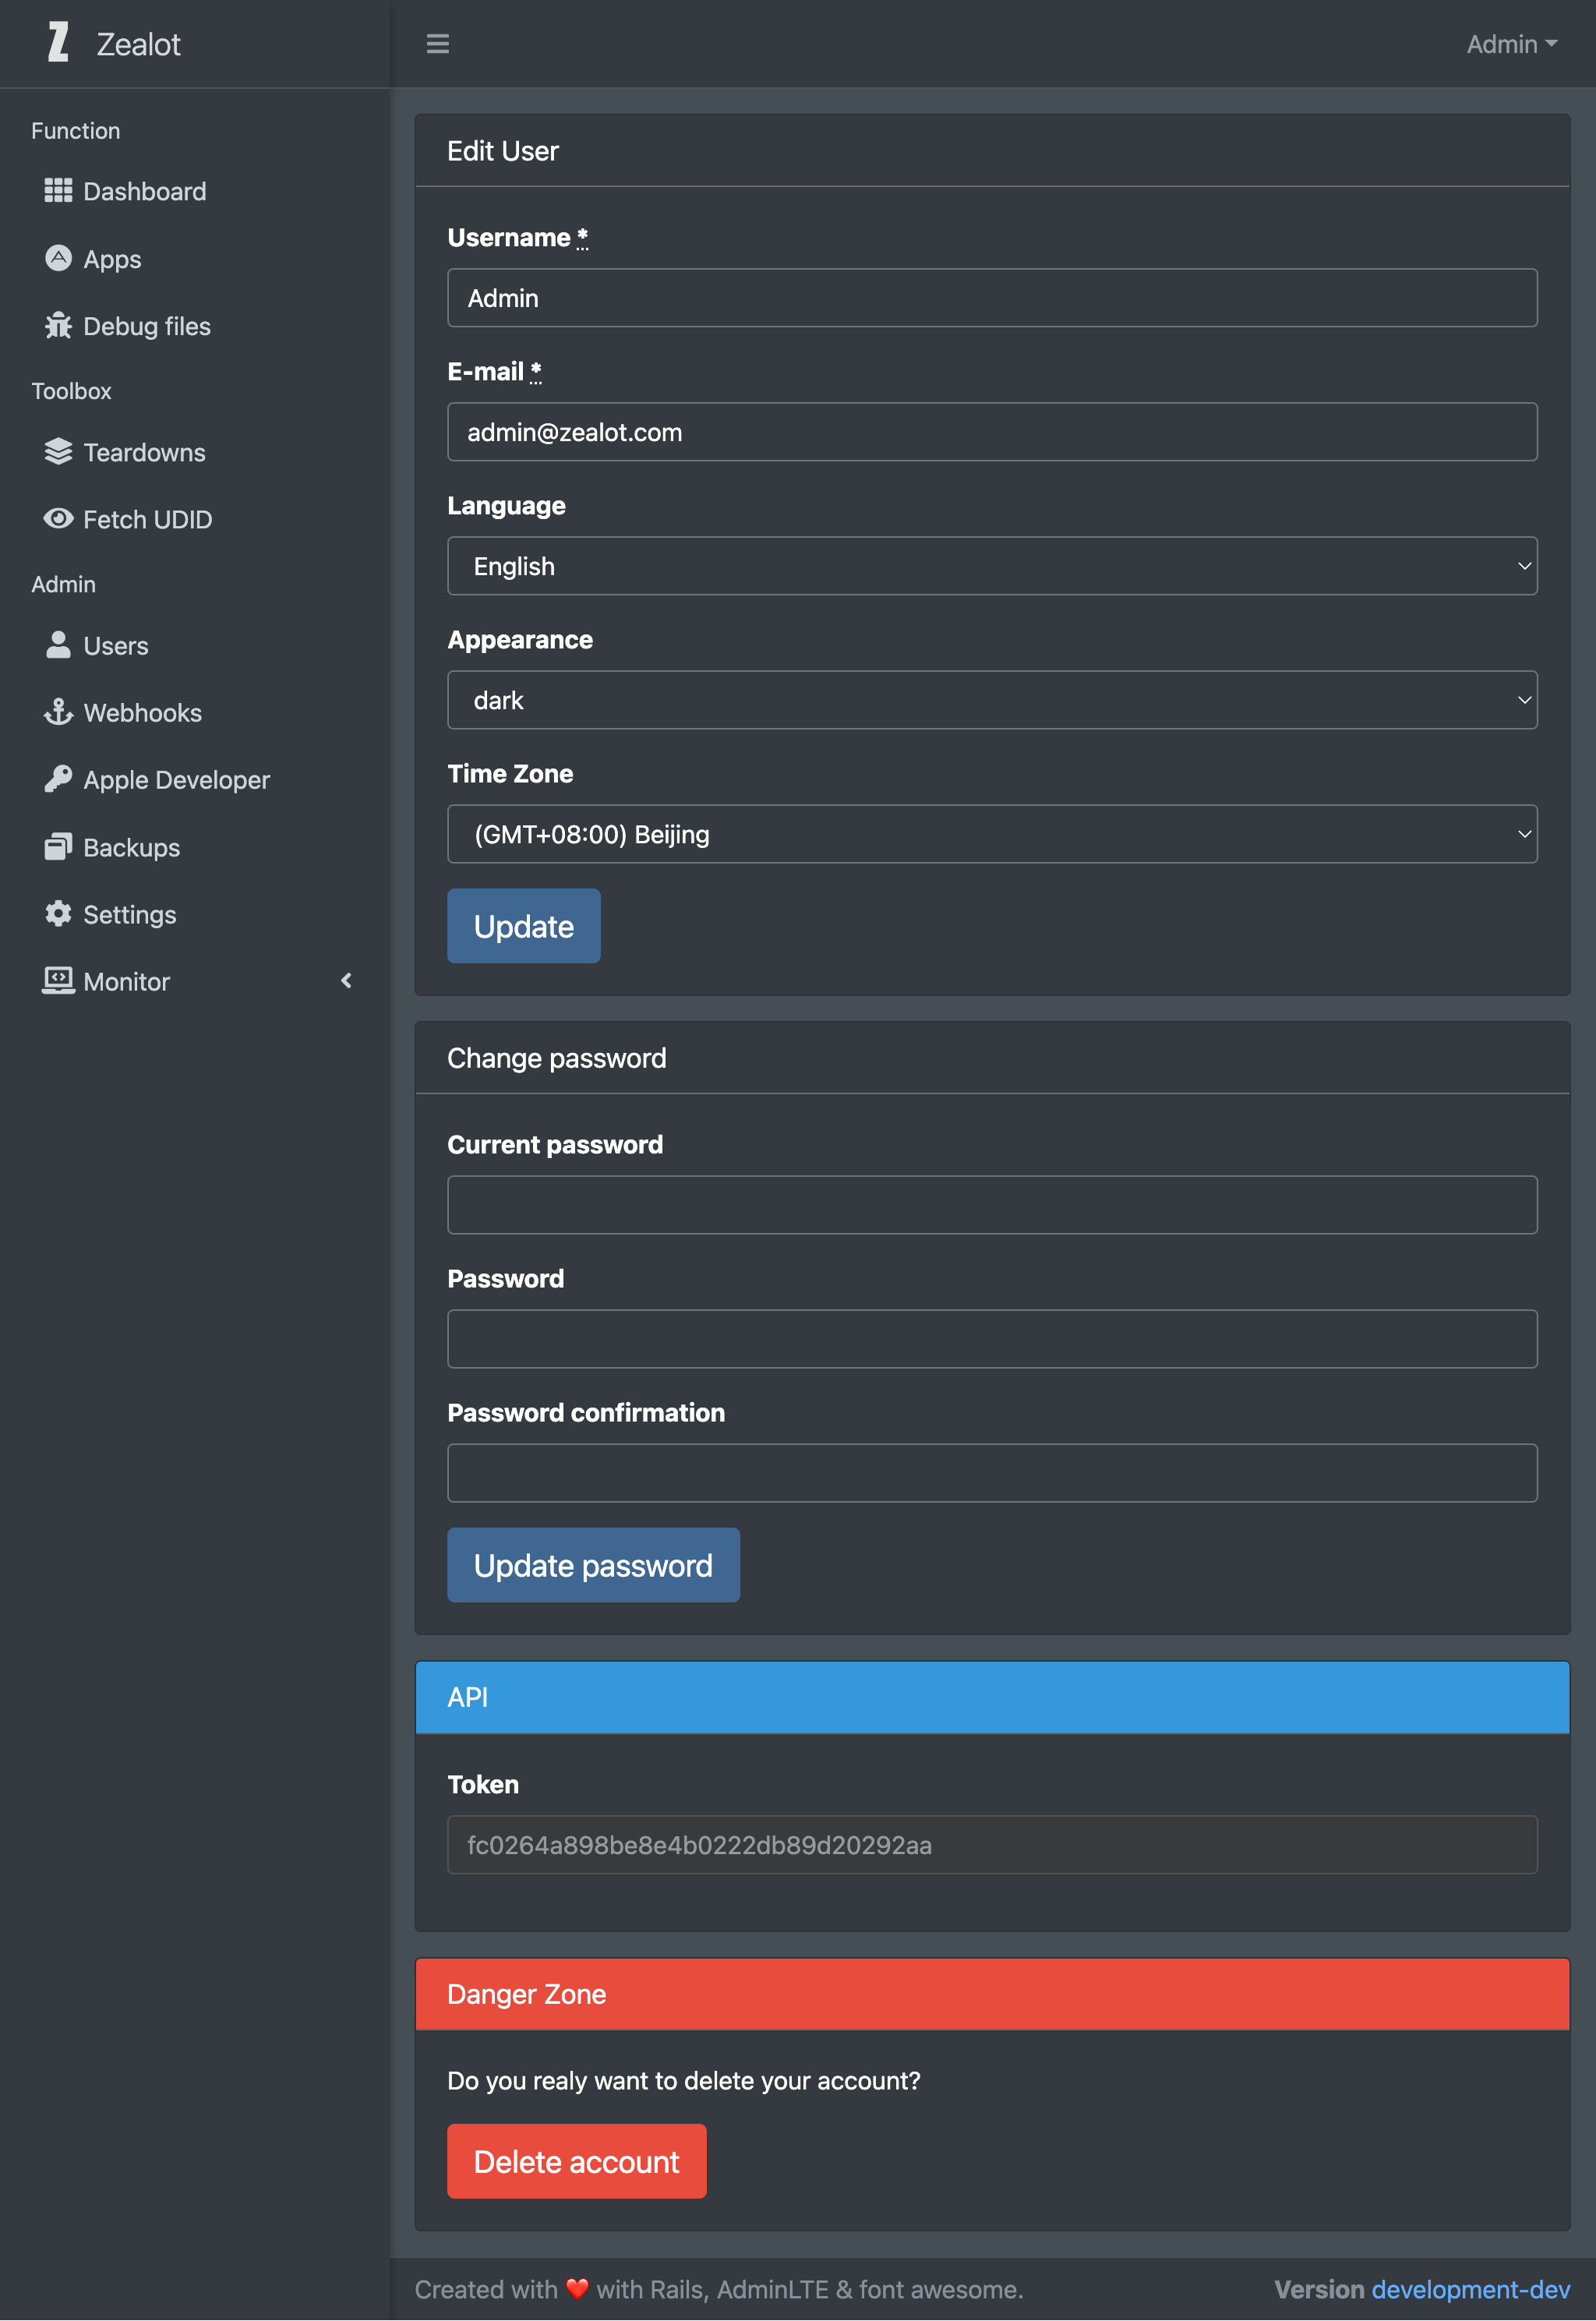 Zealot
Admin
Function
Dashboard
Apps
Debug files
Toolbox
Teardowns
Fetch UDID
Admin
Users
Webhooks
Apple Developer
Backups
Settings
Monitor
Edit User
Username *
Admin
E-mail *
admin@zealot.com
Language
English
Appearance
dark
Time Zone
(GMT+08:00) Beijing
Update
Change password
Current password
Password
Password confirmation
Update password
API
Token
fc0264a898be8e4b0222db89d20292aa
Danger Zone
Do you realy want to delete your account?
Delete account
Created with ❤️ with Rails, AdminLTE & font awesome.
Version development-dev